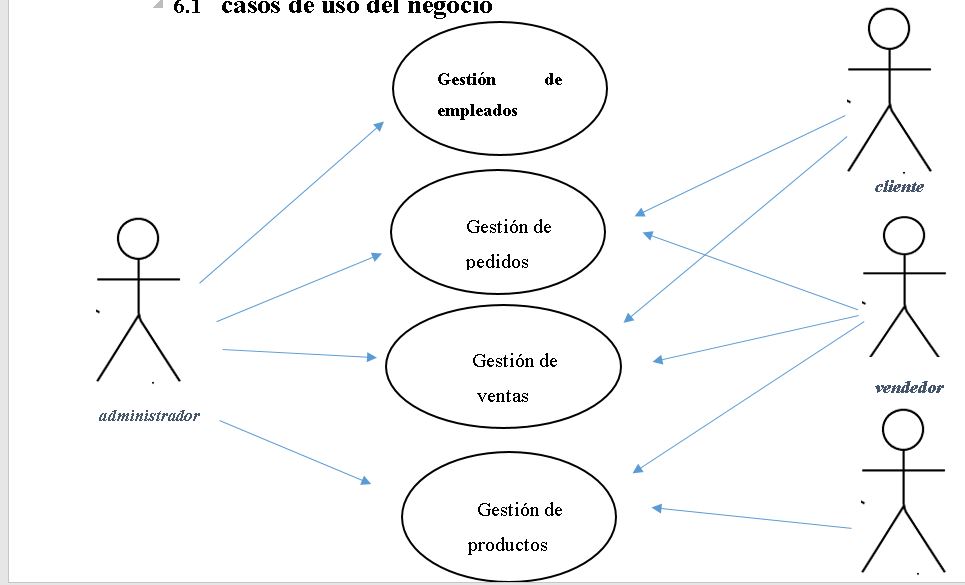 6.1 casos de uso del negocio
Gestión de
empleados
Gestión de
pedidos
Gestión de
ventas
Gestión de
productos
administrador
cliente
vendedor